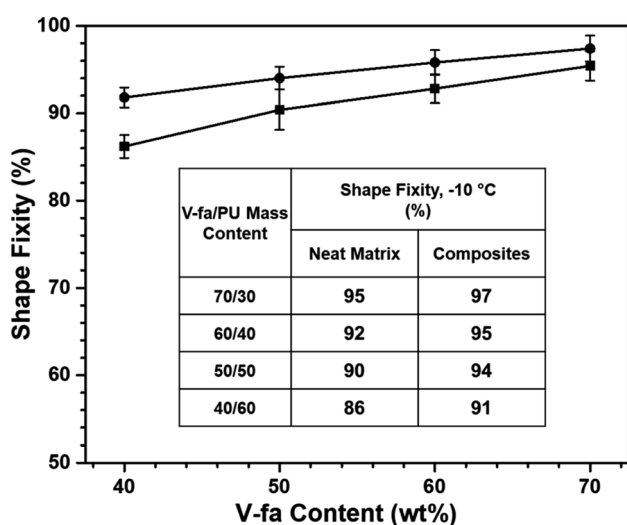 Shape Fixity (%)
100
90
80
70
60
50
40 50 60 70
V-fa Content (wt%)
V-fa/PU Mass
Content
Shape Fixity, -10 °C
(%)
Neat Matrix Composites
70/30 95 97
60/40 92 95
50/50 90 94
40/60 86 91